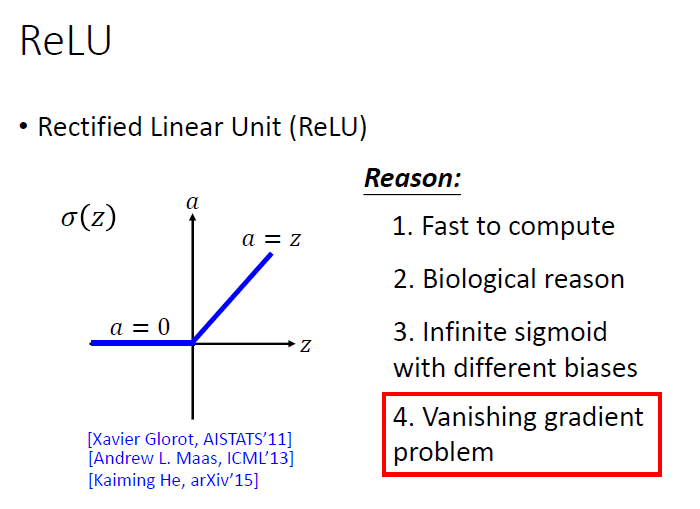 ReLU
• Rectified Linear Unit (ReLU)
Reason:
σ(z)
a
a = z
a = 0
z
1. Fast to compute
2. Biological reason
3. Infinite sigmoid
with different biases
4. Vanishing gradient
problem
[Xavier Glorot, AISTATS’11]
[Andrew L. Maas, ICML’13]
[Kaiming He, arXiv’15]